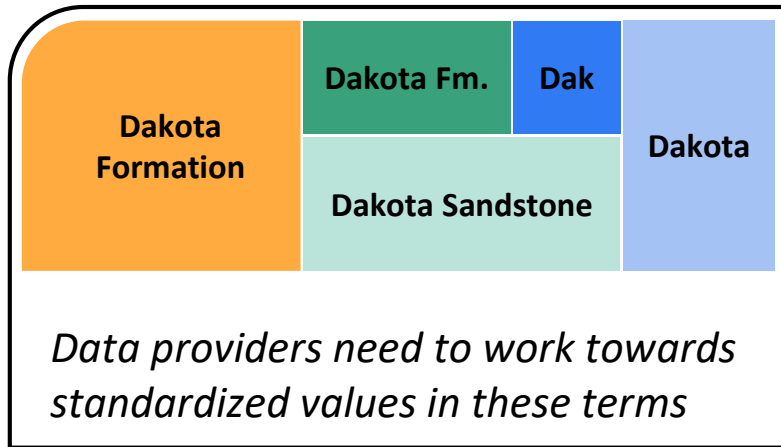 Dakota
Formation
Dakota Fm.
Dak
Dakota Sandstone
Dakota
Data providers need to work towards
standardized values in these terms